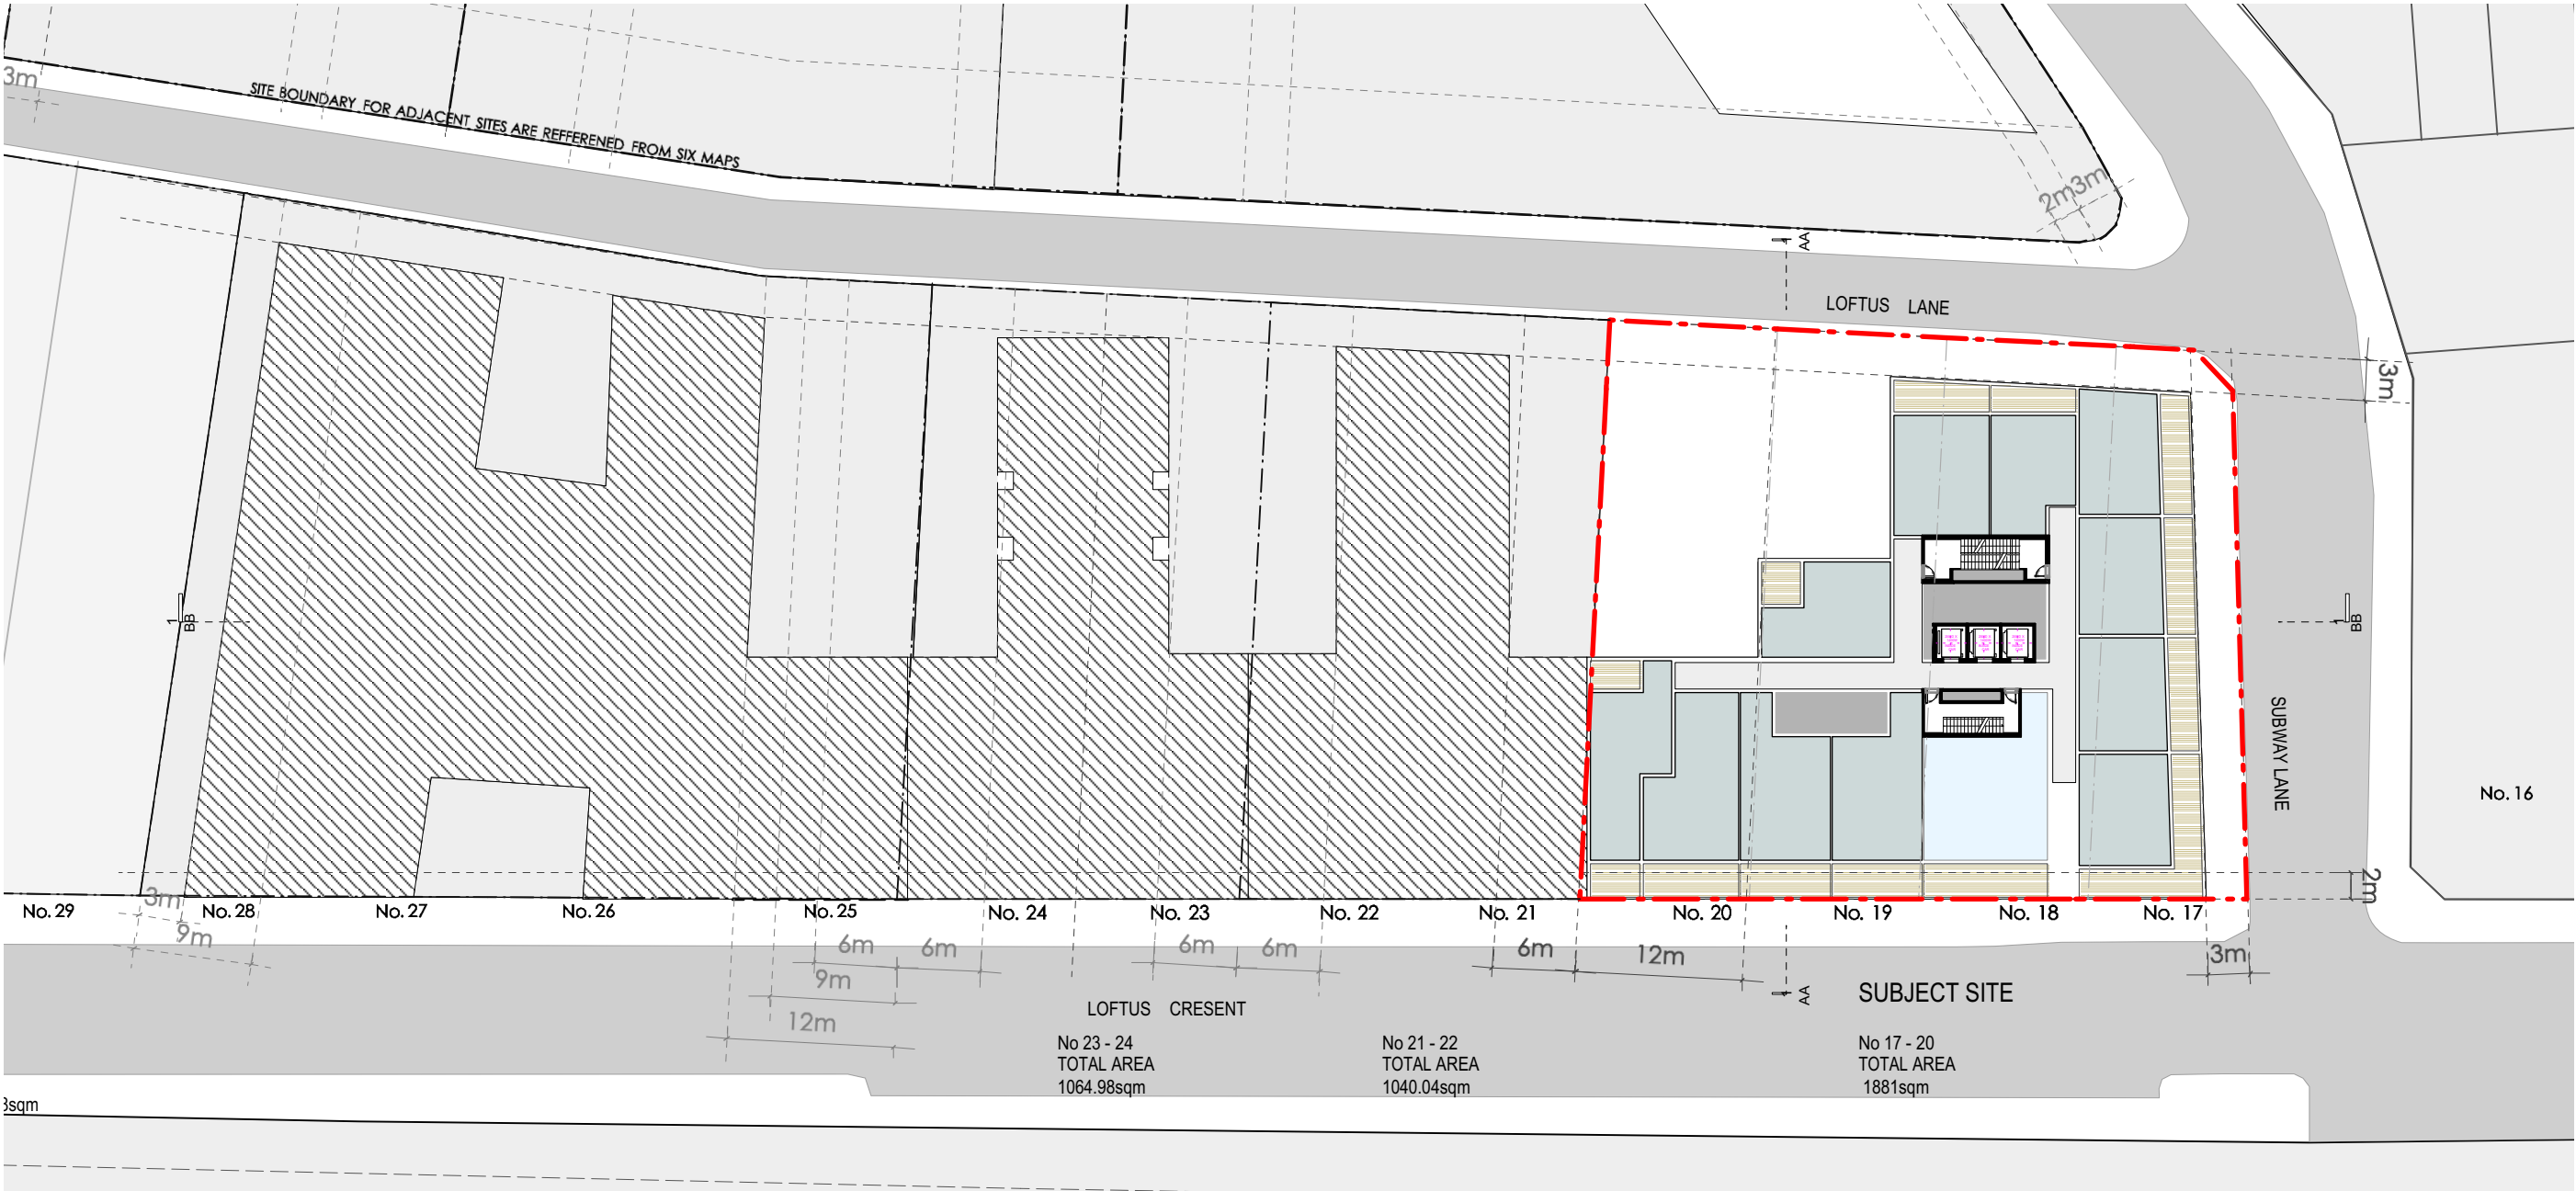 3m
SITE BOUNDARY FOR ADJACENT SITES ARE REFFERENED FROM SIX MAPS
2m 3m
1
AA
LOFTUS LANE
3m
1
BB
1
BB
SUBWAY LANE
No. 16
2m
3m
No. 29
No. 28
No. 27
No. 26
No. 25
No. 24
No. 23
No. 22
No. 21
No. 20
No. 19
No. 18
No. 17
9m
6m
6m
6m
6m
6m
12m
3m
9m
12m
1
AA
SUBJECT SITE
LOFTUS CRESENT
No 23 - 24
TOTAL AREA
1064.98sqm
No 21 - 22
TOTAL AREA
1040.04sqm
No 17 - 20
TOTAL AREA
1881sqm